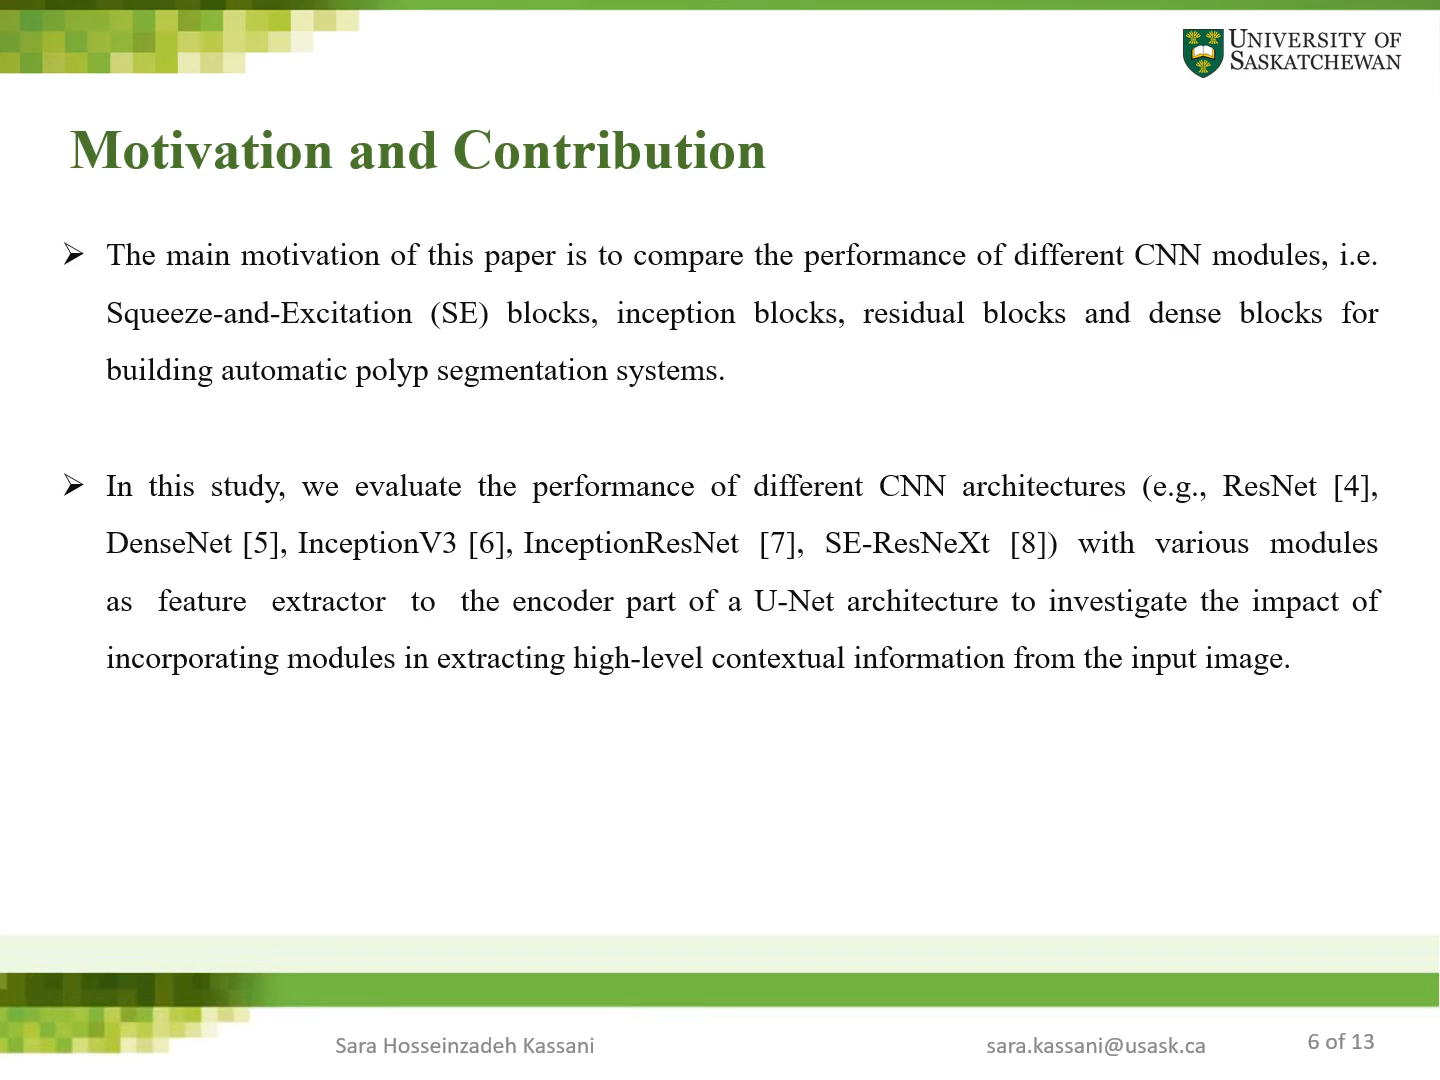 UNIVERSITY OF
SASKATCHEWAN
Motivation and Contribution
➢ The main motivation of this paper is to compare the performance of different CNN modules, i.e.
Squeeze-and-Excitation (SE) blocks, inception blocks, residual blocks and dense blocks for
building automatic polyp segmentation systems.
➢ In this study, we evaluate the performance of different CNN architectures (e.g., ResNet [4],
DenseNet [5], InceptionV3 [6], InceptionResNet [7], SE-ResNeXt [8]) with various modules
as feature extractor to the encoder part of a U-Net architecture to investigate the impact of
incorporating modules in extracting high-level contextual information from the input image.
Sara Hosseinzadeh Kassani
sara.kassani@usask.ca
6 of 13